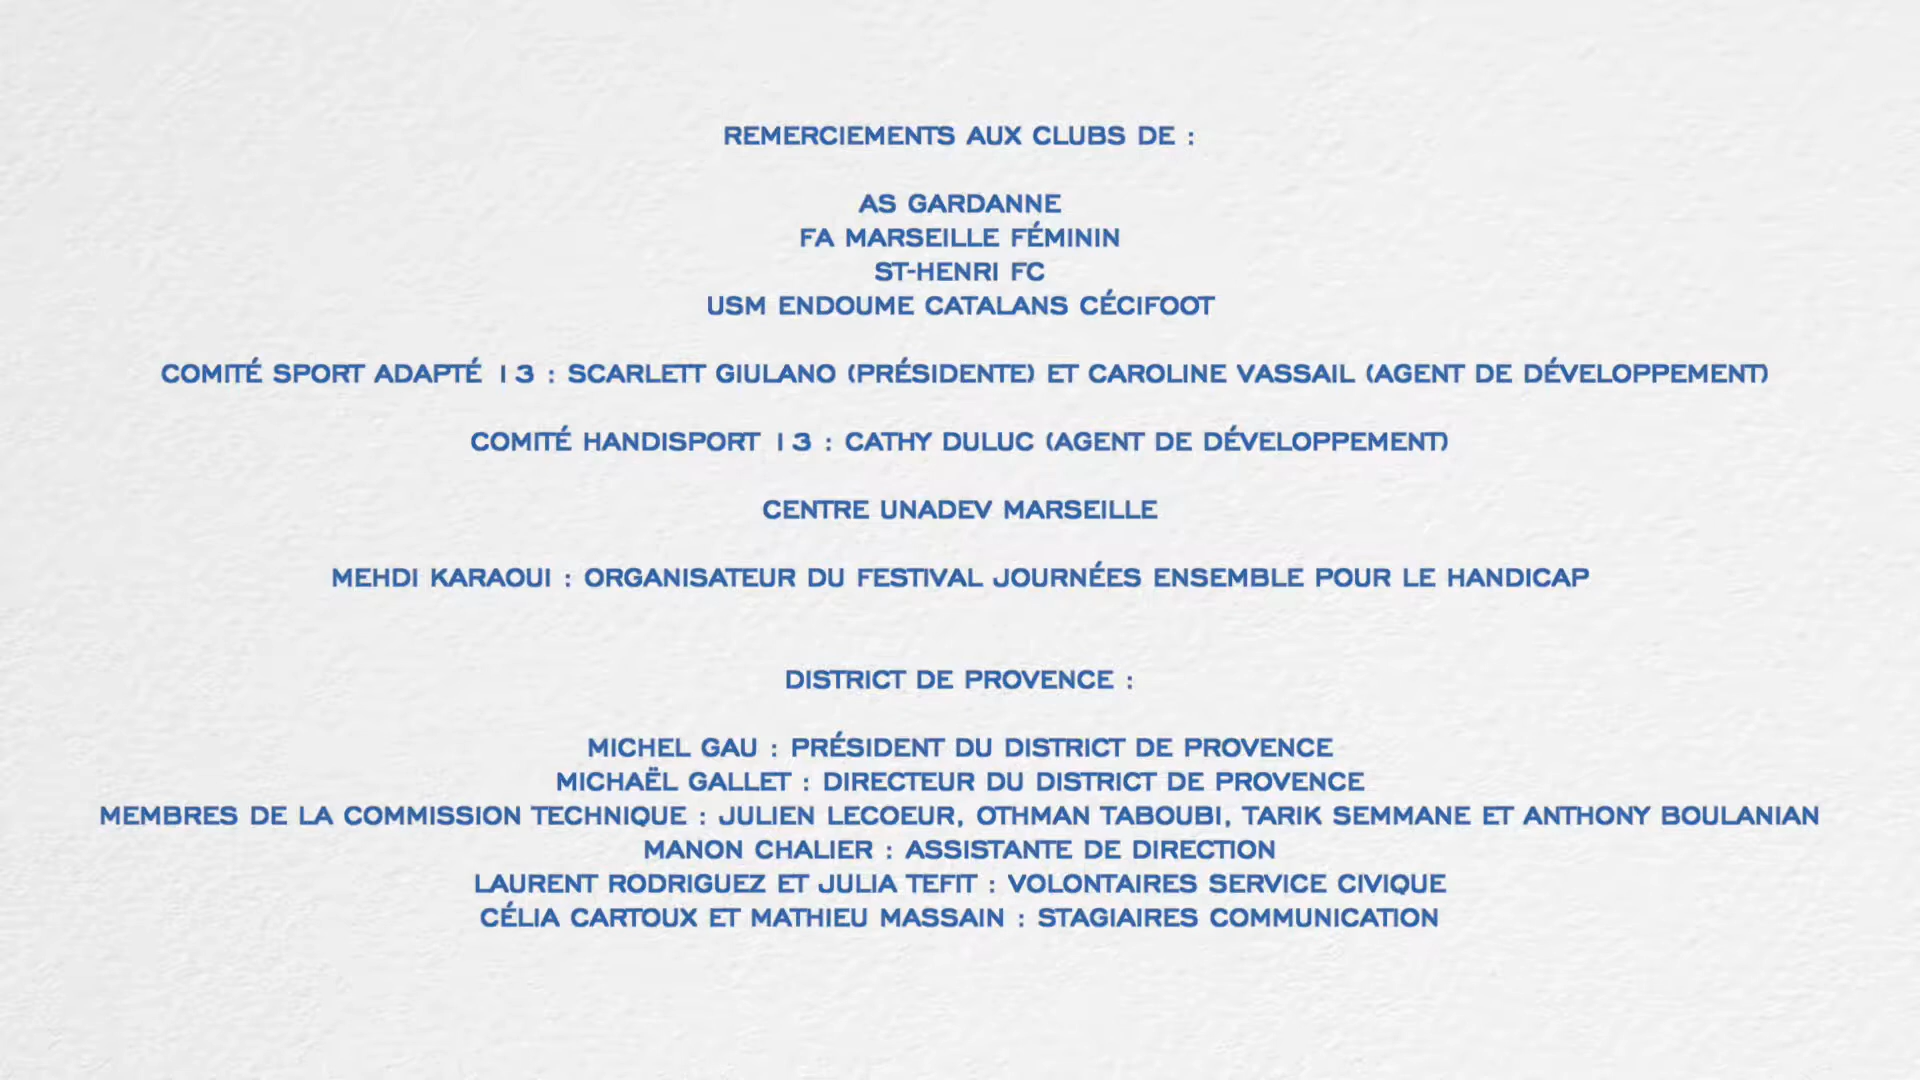 REMERCIEMENTS AUX CLUBS DE :
AS GARDANNE
FA MARSEILLE FÉMININ
ST-HENRI FC
USM ENDOUME CATALANS CÉCIFOOT
COMITÉ SPORT ADAPTÉ 13 : SCARLETT GIULANO (PRÉSIDENTE) ET CAROLINE VASSAIL (AGENT DE DÉVELOPPEMENT)
COMITÉ HANDISPORT 13 : CATHY DULUC (AGENT DE DÉVELOPPEMENT)
CENTRE UNADEV MARSEILLE
MEHDI KARAOUI : ORGANISATEUR DU FESTIVAL JOURNÉES ENSEMBLE POUR LE HANDICAP
DISTRICT DE PROVENCE :
MICHEL GAU : PRÉSIDENT DU DISTRICT DE PROVENCE
MICHAËL GALLET : DIRECTEUR DU DISTRICT DE PROVENCE
MEMBRES DE LA COMMISSION TECHNIQUE : JULIEN LECOEUR, OTHMAN TABOUBI, TARIK SEMMANE ET ANTHONY BOULANIAN
MANON CHALIER : ASSISTANTE DE DIRECTION
LAURENT RODRIGUEZ ET JULIA TEFIT : VOLONTAIRES SERVICE CIVIQUE
CÉLIA CARTOUX ET MATHIEU MASSAIN : STAGIAIRES COMMUNICATION